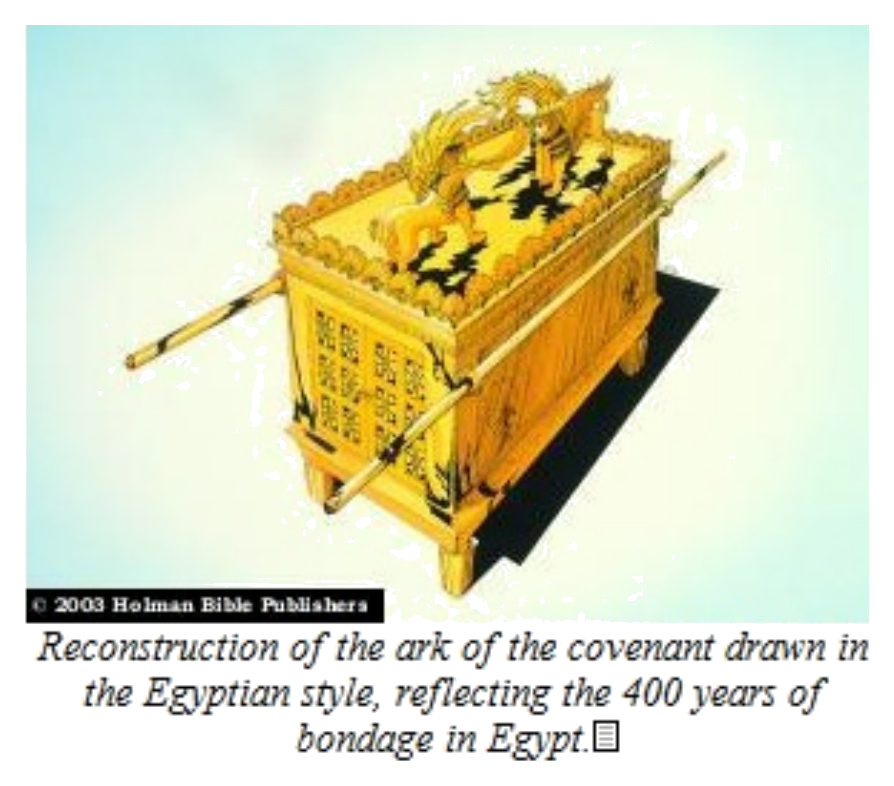 © 2003 Holman Bible Publishers
Reconstruction of the ark of the covenant drawn in
the Egyptian style, reflecting the 400 years of
bondage in Egypt.